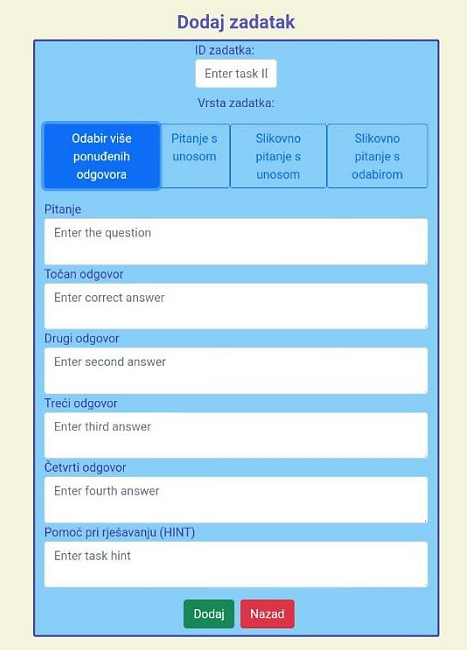 Dodaj zadatak
ID zadatka:
Enter task
Vrsta zadatka:
Odabir više
ponuđenih
odgovora
Pitanje s
unosom
Slikovno
pitanje s
unosom
Slikovno
pitanje s
odabirom
Pitanje
Enter the question
Točan odgovor
Enter correct answer
Drugi odgovor
Enter second answer
Treći odgovor
Enter third answer
Četvrti odgovor
Enter fourth answer
Pomoć pri rješavanju (HINT)
Enter task hint
Dodaj
Nazad